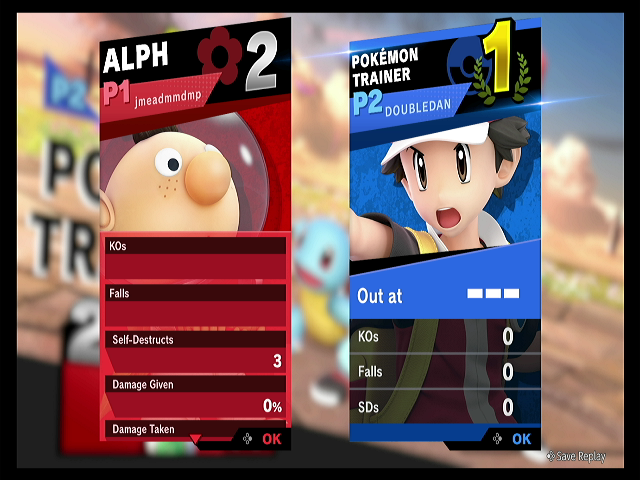 ALPH
2
P1 jmeadmmdmp
KOs
Falls
Self-Destructs
3
Damage Given
0%
Damage Taken
OK
POKÉMON
TRAINER
1
P2 DOUBLEDAN
Out at
KOs 0
Falls 0
SDs 0
OK
Save Replay
P2